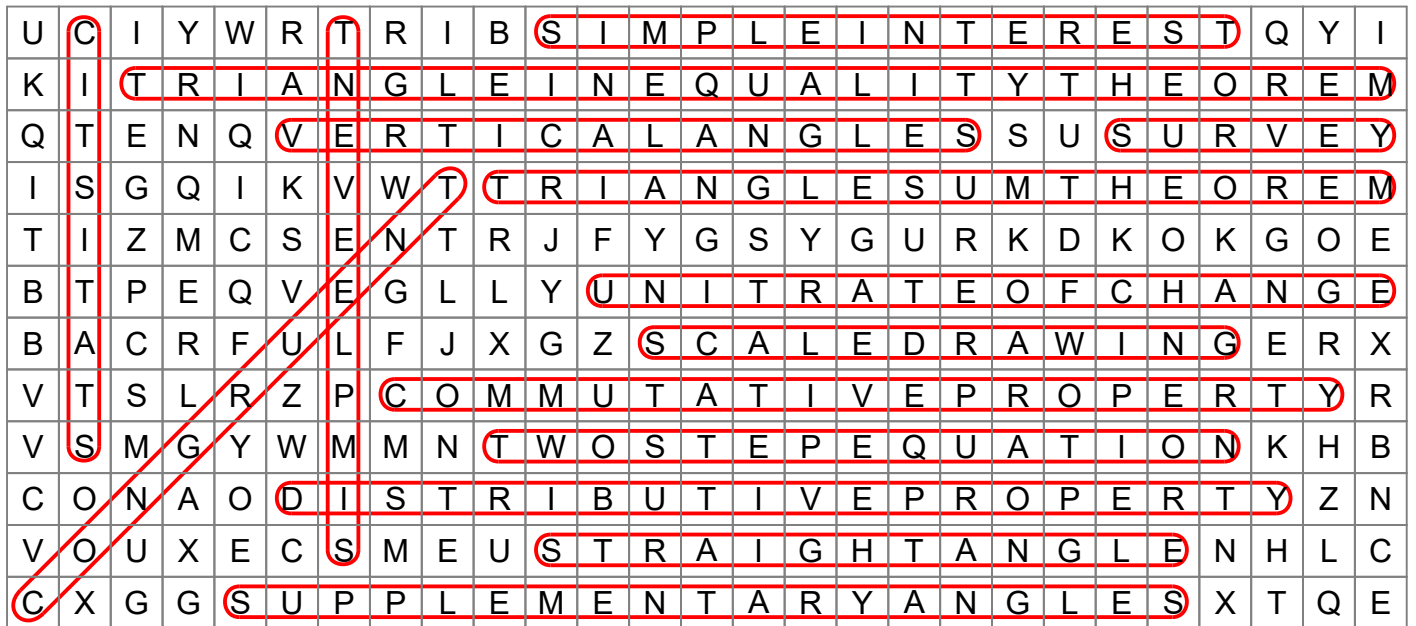 U C I Y W R T R I B S I M P L E I N T E R E S T Q Y I
K I T R I A N G L E I N E Q U A L I T Y T H E O R E M
Q T E N Q V E R T I C A L A N G L E S S U S U R V E Y
I S G Q I K V W T T R I A N G L E S U M T H E O R E M
T I Z M C S E N T R J F Y G S Y G U R K D K O K G O E
B T P E Q V E G L L Y U N I T R A T E O F C H A N G E
B A C R F U L F J X G Z S C A L E D R A W I N G E R X
V T S L R Z P C O M M U T A T I V E P R O P E R T Y R
V S M G Y W M M N T W O S T E P E Q U A T I O N K H B
C O N A O D I S T R I B U T I V E P R O P E R T Y Z N
V O U X E C S M E U S T R A I G H T A N G L E N H L C
C X G G S U P P L E M E N T A R Y A N G L E S X T Q E